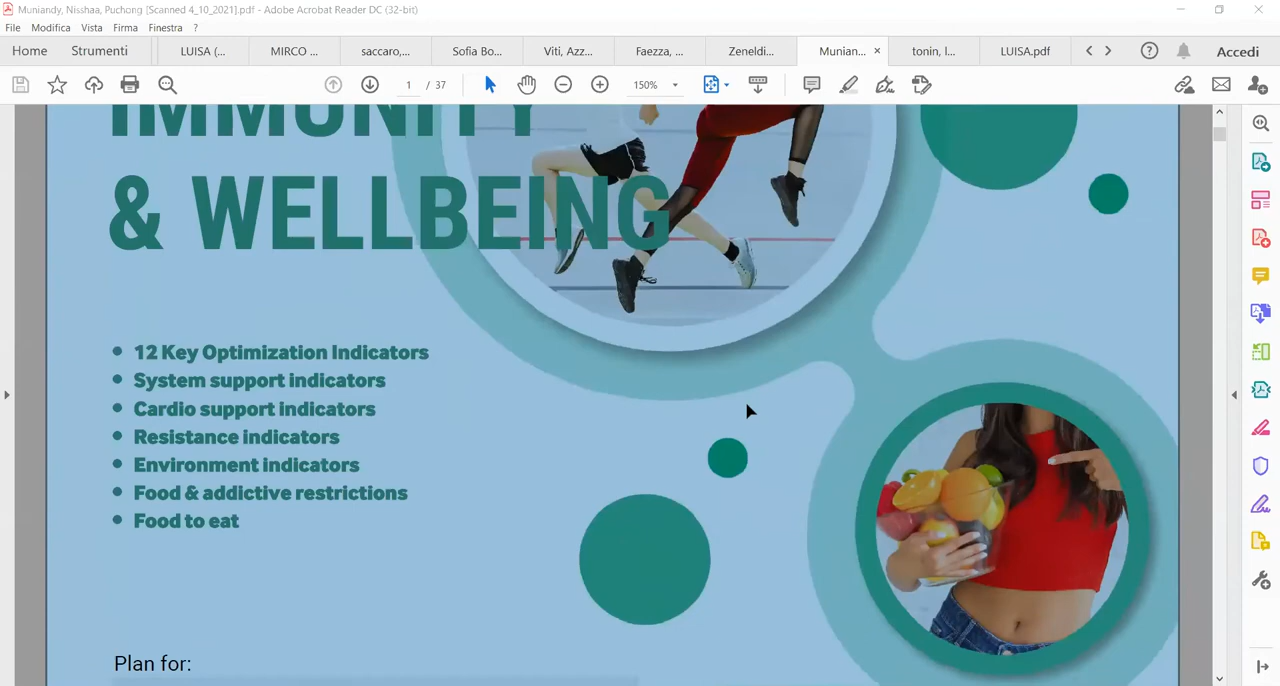 Muniandy, Nisshaa, Puchong [Scanned 4_10_2021].pdf - Adobe Acrobat Reader DC (32-bit)
File Modifica Vista Firma Finestra ?
Home Strumenti LUISA (... MIRCO ... saccaro,... Sofia Bo... Viti, Azz... Faezza, ... Zeneldi... Munian... × tonin, l... LUISA.pdf Accedi
1 / 37 150%
IMMUNITY
& WELLBEING
• 12 Key Optimization Indicators
• System support indicators
• Cardio support indicators
• Resistance indicators
• Environment indicators
• Food & addictive restrictions
• Food to eat
Plan for: